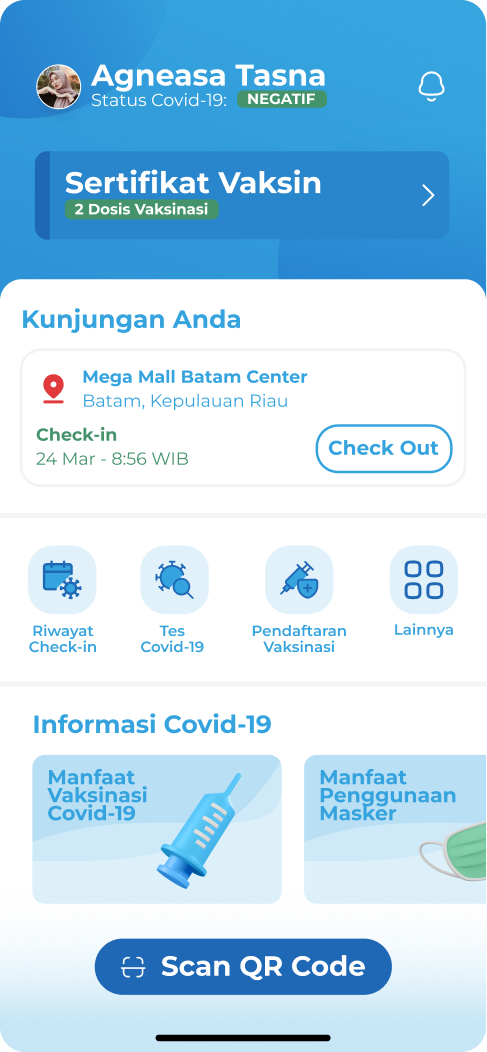 Agneasa Tasna
Status Covid-19: NEGATIF
Sertifikat Vaksin
2 Dosis Vaksinasi
Kunjungan Anda
Mega Mall Batam Center
Batam, Kepulauan Riau
Check-in
24 Mar - 8:56 WIB
Check Out
Riwayat
Check-in
Tes
Covid-19
Pendaftaran
Vaksinasi
Lainnya
Informasi Covid-19
Manfaat
Vaksinasi
Covid-19
Manfaat
Penggunaan
Masker
Scan QR Code